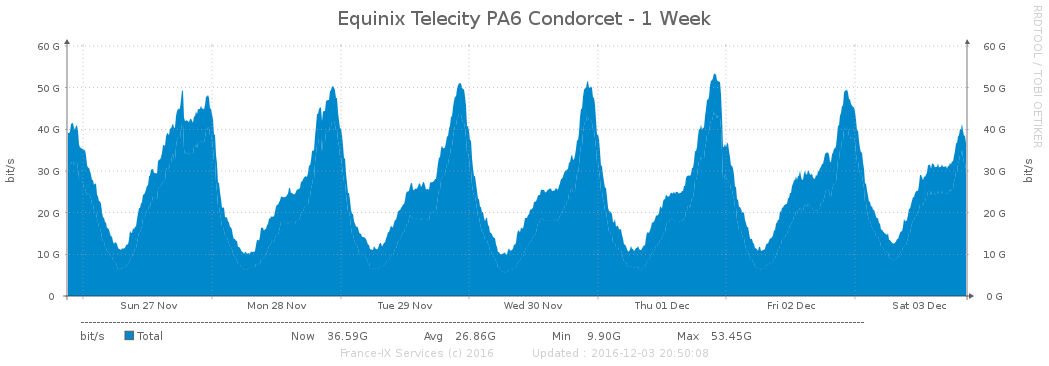 Equinix Telecity PA6 Condorcet - 1 Week
RRDTOOL / TOBI OETIKER
60 G 60 G
50 G 50 G
40 G 40 G
30 G 30 G
20 G 20 G
10 G 10 G
0 0 G
bit/s bit/s
Sun 27 Nov Mon 28 Nov Tue 29 Nov Wed 30 Nov Thu 01 Dec Fri 02 Dec Sat 03 Dec
bit/s Total Now 36.59G Avg 26.86G Min 9.90G Max 53.45G
France-IX Services (c) 2016 Updated : 2016-12-03 20:50:08